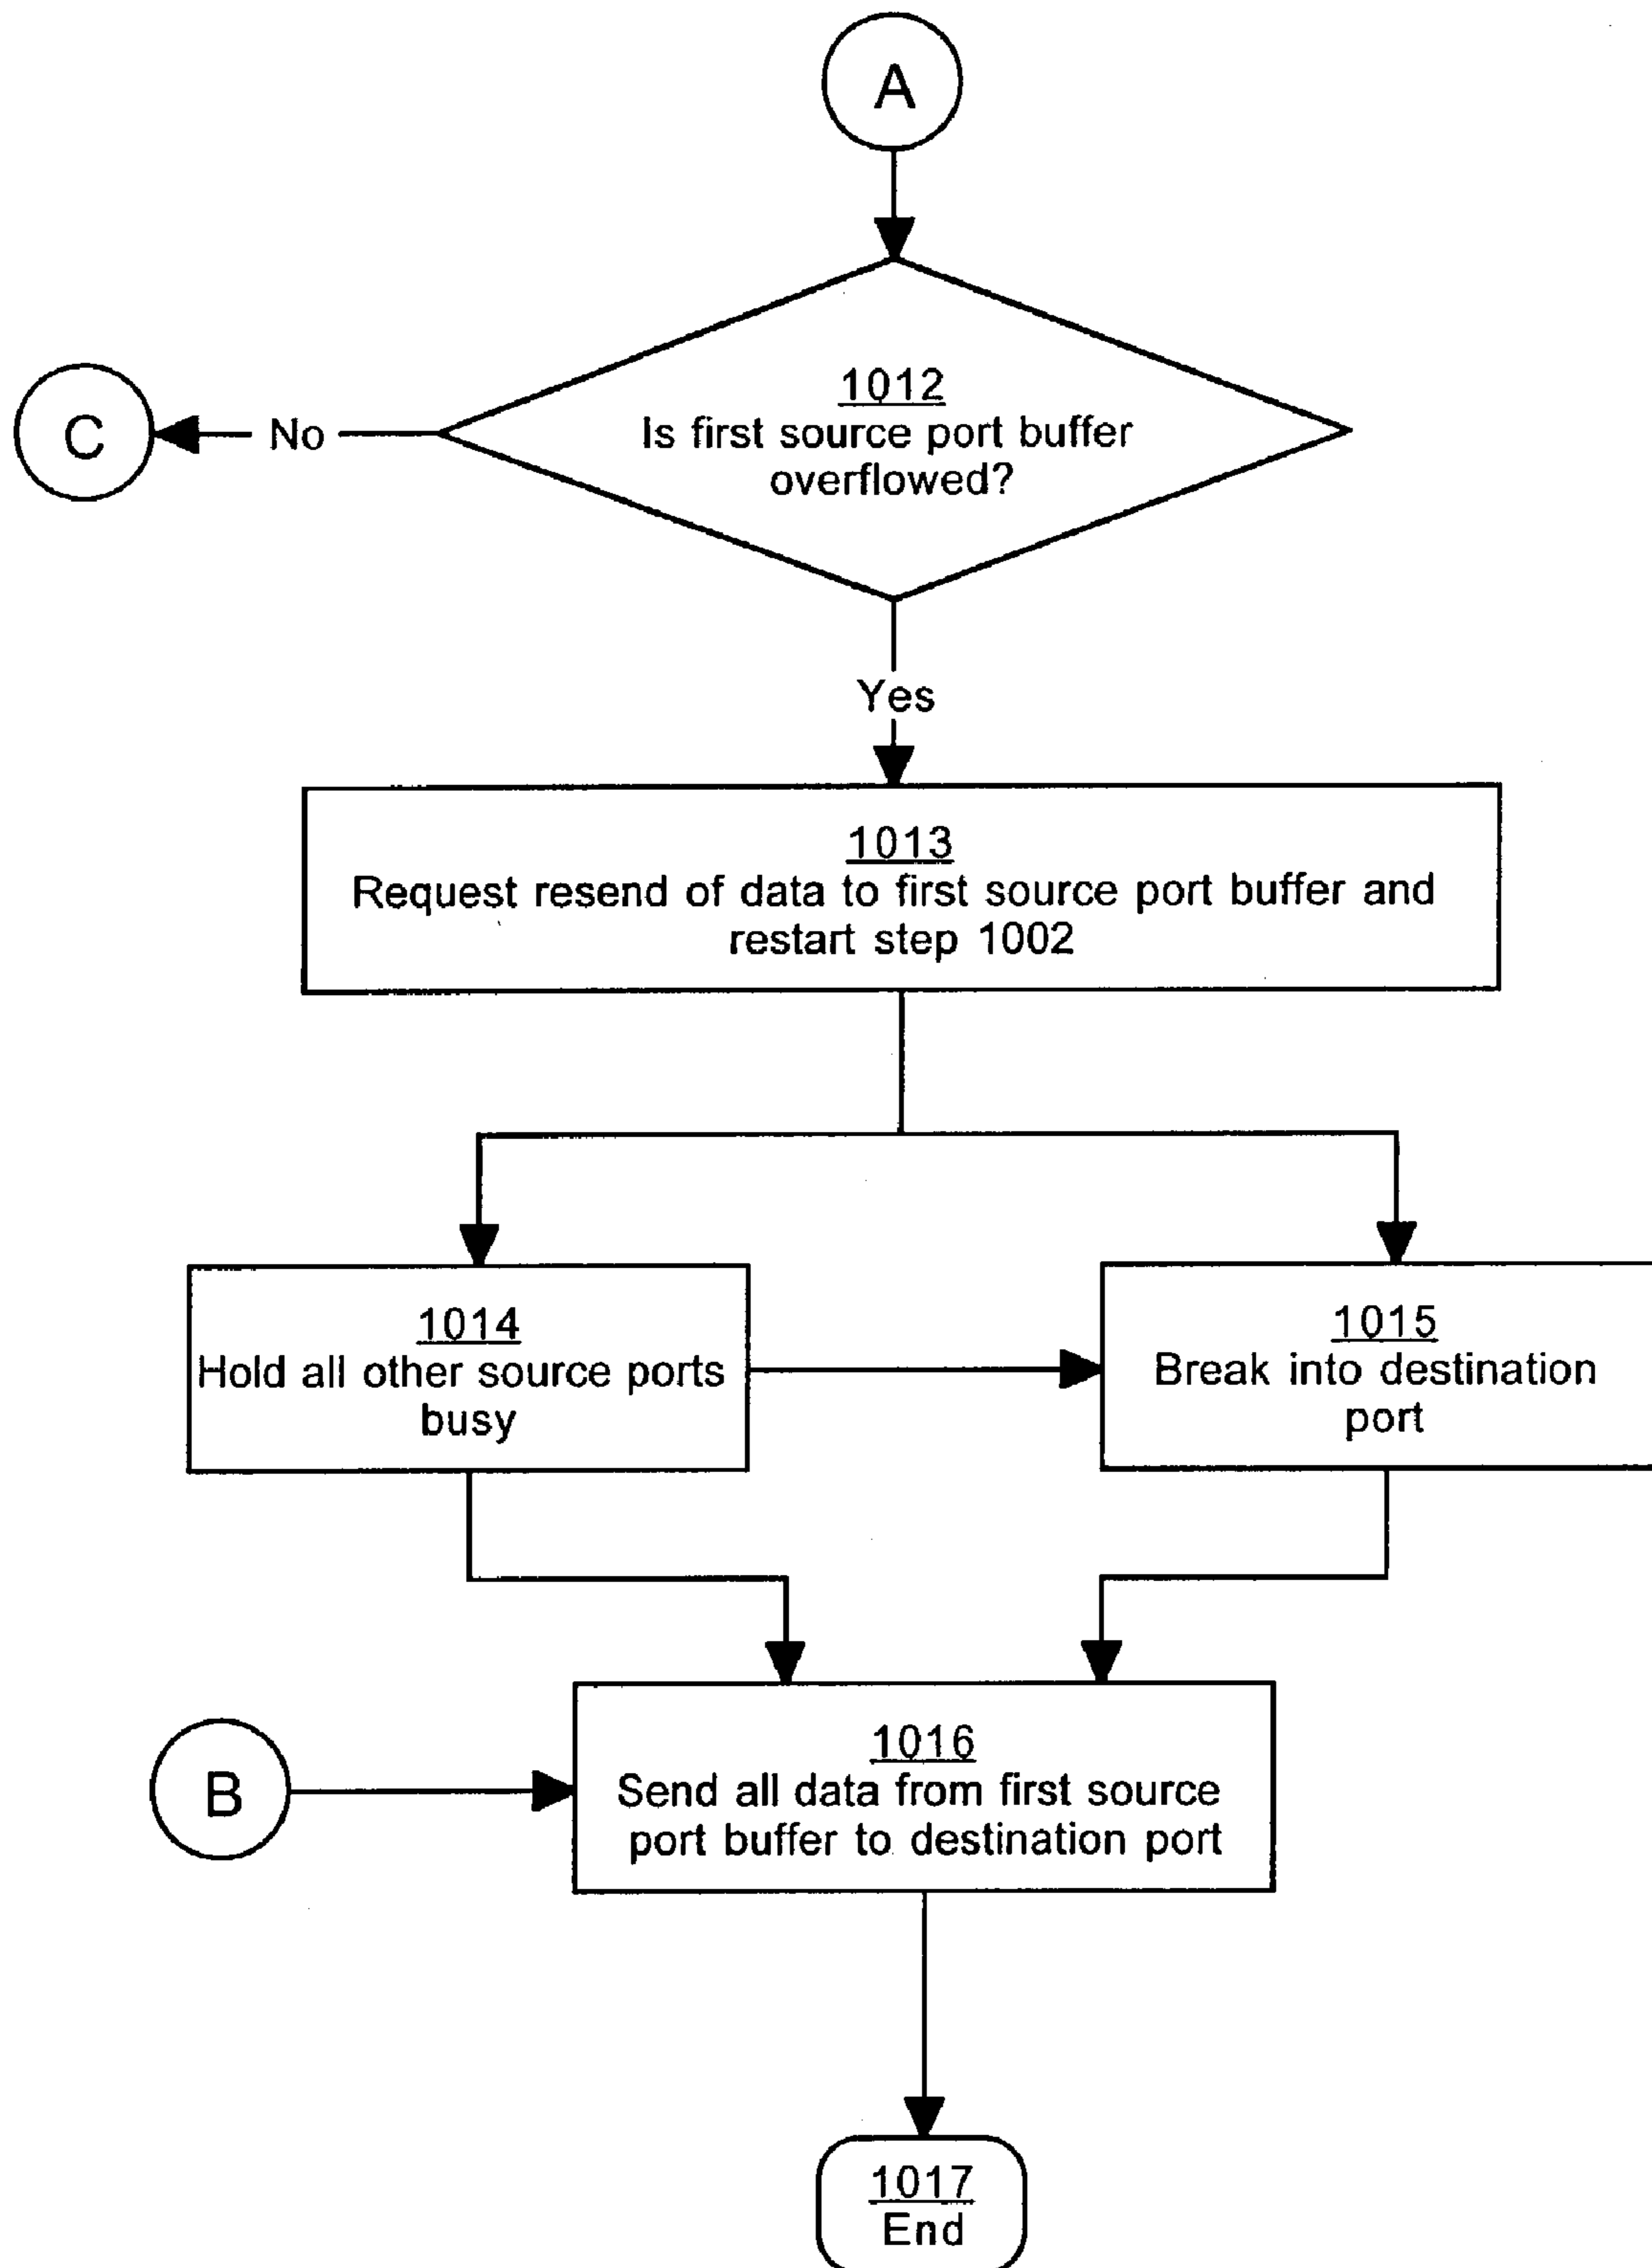 A
1012
Is first source port buffer
overflowed?
No
C
Yes
1013
Request resend of data to first source port buffer and
restart step 1002
1014
Hold all other source ports
busy
1015
Break into destination
port
B
1016
Send all data from first source
port buffer to destination port
1017
End